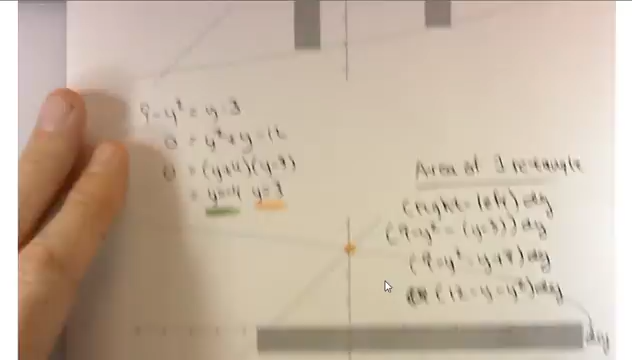 9-y² = y-3
0 = y²+y-12
0 = (y+4)(y-3)
= y=-4 y=3
Area of 1 rectangle
(right-left) dy
(9-y²-(y-3)) dy
(9-y²-y+3) dy
(12-y-y²) dy
dy